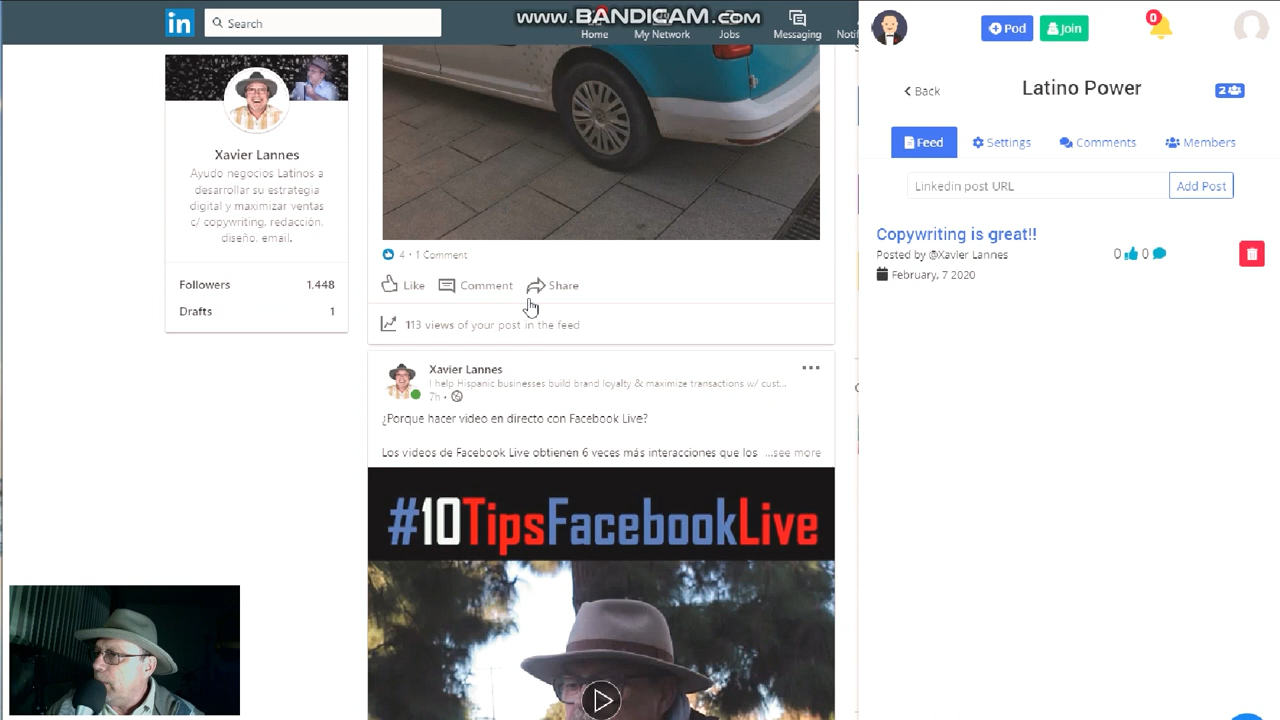 in
Search
www.BANDICAM.com
Home
My Network
Jobs
Messaging
Notif
Xavier Lannes
Ayudo negocios Latinos a
desarrollar su estrategia
digital y maximizar ventas
c/ copywriting, redacción,
diseño, email.
Followers 1.448
Drafts 1
4 • 1 Comment
Like Comment Share
113 views of your post in the feed
Xavier Lannes
I help Hispanic businesses build brand loyalty & maximize transactions w/ cust...
7h •
¿Porque hacer video en directo con Facebook Live?
Los videos de Facebook Live obtienen 6 veces más interacciones que los ...see more
#10TipsFacebookLive
Pod
Join
0
Back
Latino Power
2
Feed Settings Comments Members
Linkedin post URL
Add Post
Copywriting is great!!
Posted by @Xavier Lannes
February, 7 2020
0 0